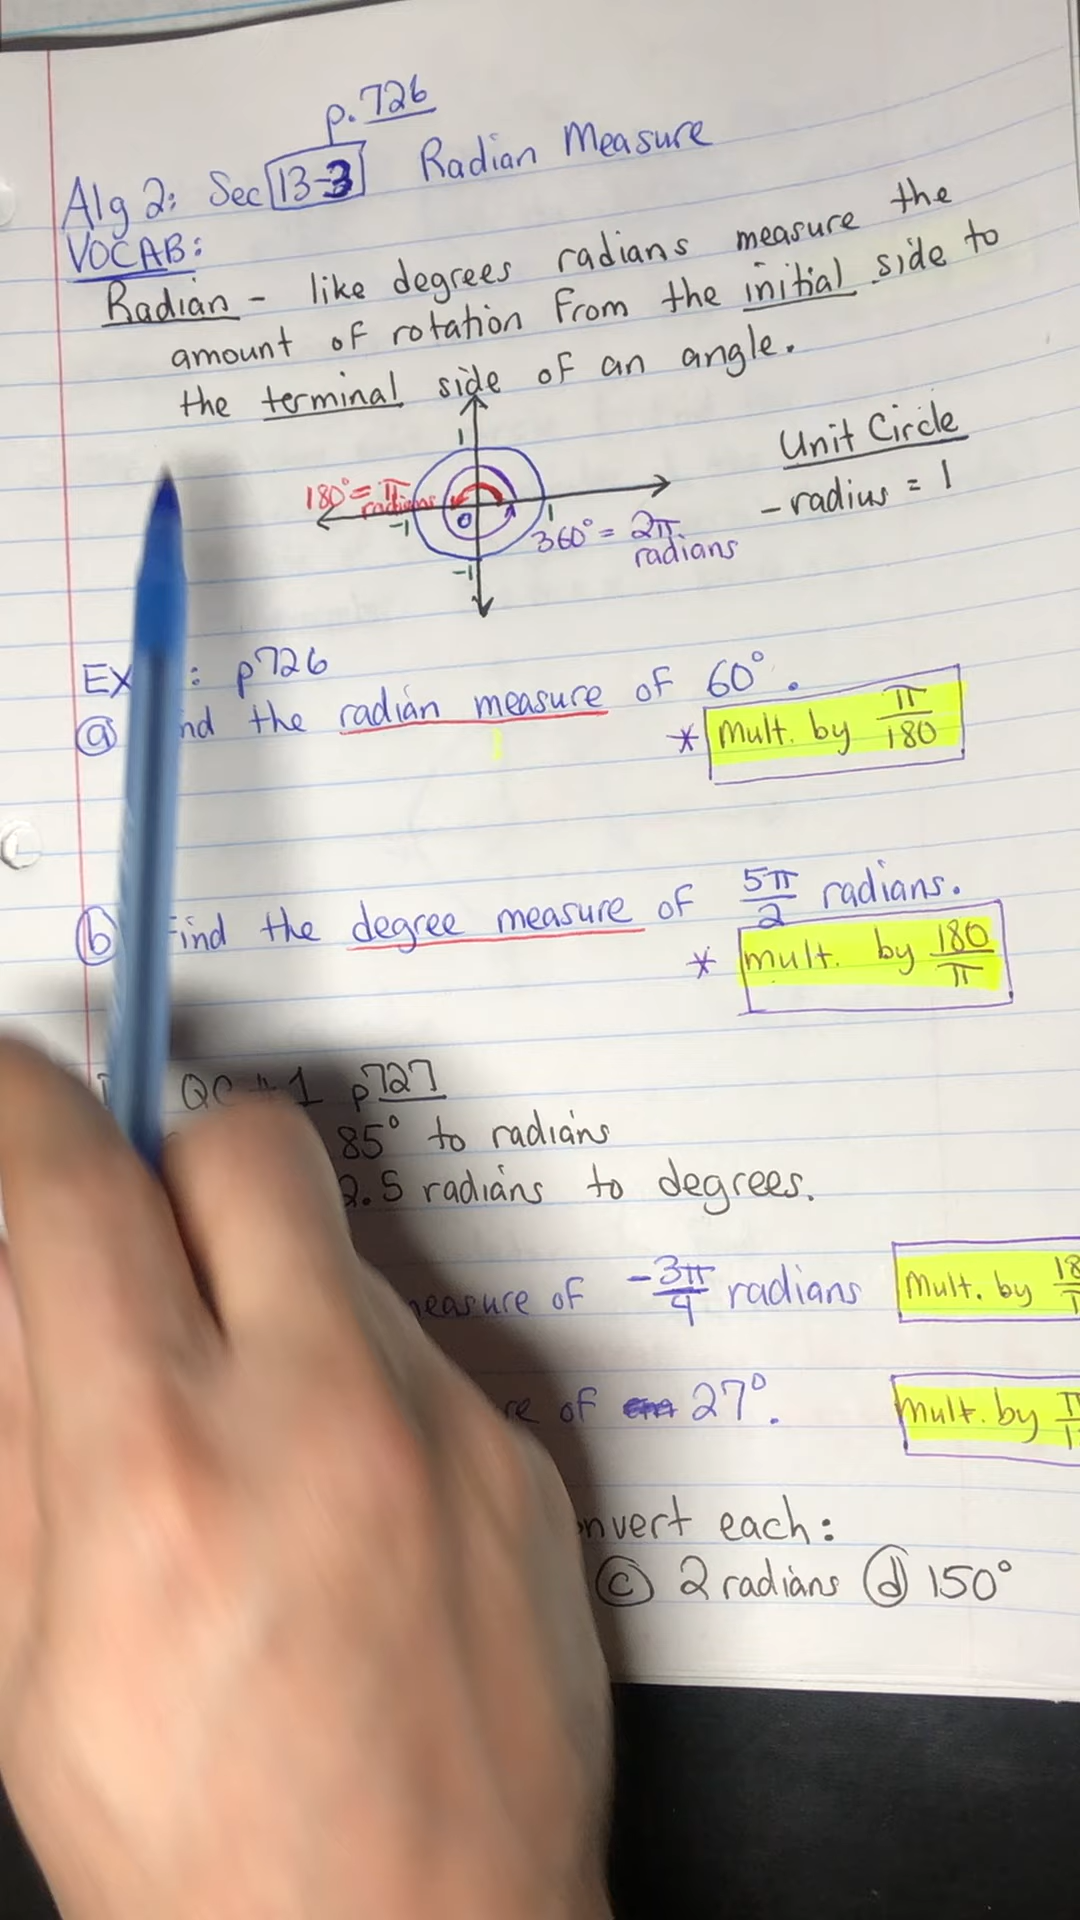 p.726
Alg 2: Sec 13-3 Radian Measure
VOCAB:
Radian - like degrees radians measure the
amount of rotation from the initial side to
the terminal side of an angle.
1
180° = π
radians
-1
0
1
360° = 2π
radians
-1
Unit Circle
- radius = 1
EX : p726
a nd the radian measure of 60°.
* mult. by π/180
b Find the degree measure of 5π/2 radians.
* mult. by 180/π
QC #1 p727
85° to radians
2.5 radians to degrees.
measure of -3π/4 radians
mult. by 18
of 27°.
mult. by π
nvert each:
c 2 radians d 150°